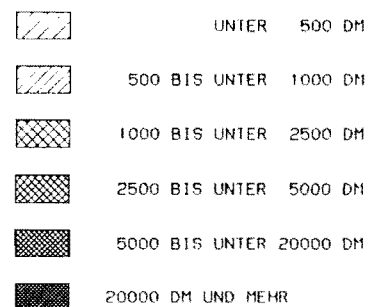 UNTER 500 DM
500 BIS UNTER 1000 DM
1000 BIS UNTER 2500 DM
2500 BIS UNTER 5000 DM
5000 BIS UNTER 20000 DM
20000 DM UND MEHR